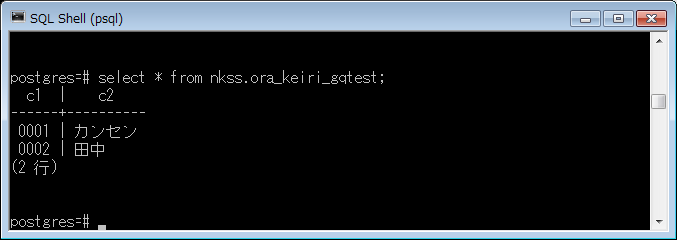 SQL Shell (psql)
postgres=# select * from nkss.ora_keiri_gqtest;
  c1  |    c2
------+----------
 0001 | カンセン
 0002 | 田中
(2 行)
postgres=#